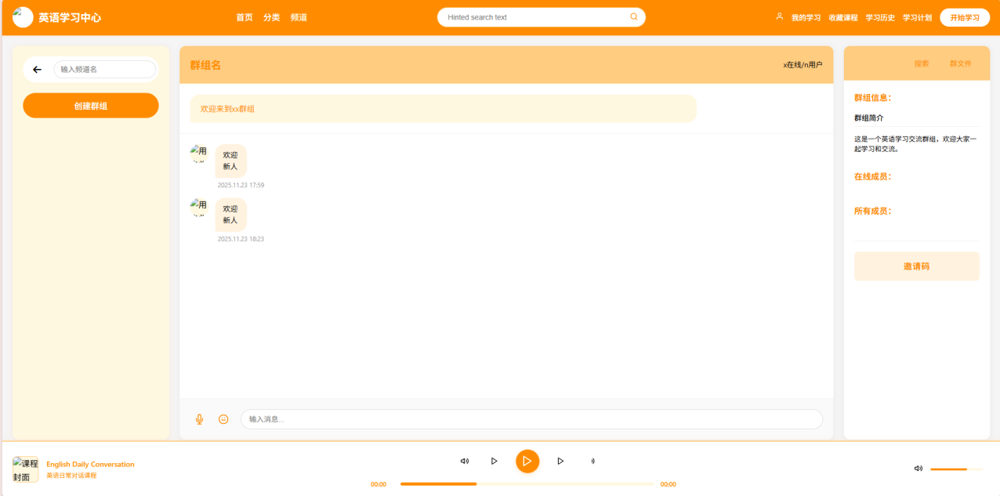 英语学习中心
首页 分类 频道
Hinted search text
我的学习 收藏课程 学习历史 学习计划 开始学习
输入频道名
创建群组
群组名
x在线/n用户
欢迎来到xx群组
用
欢迎
新人
2025.11.23 17:59
用
欢迎
新人
2025.11.23 18:23
输入消息...
搜索 群文件
群组信息：
群组简介
这是一个英语学习交流群组，欢迎大家一
起学习和交流。
在线成员：
所有成员：
邀请码
课程
封面
English Daily Conversation
英语日常对话课程
00:00
00:00